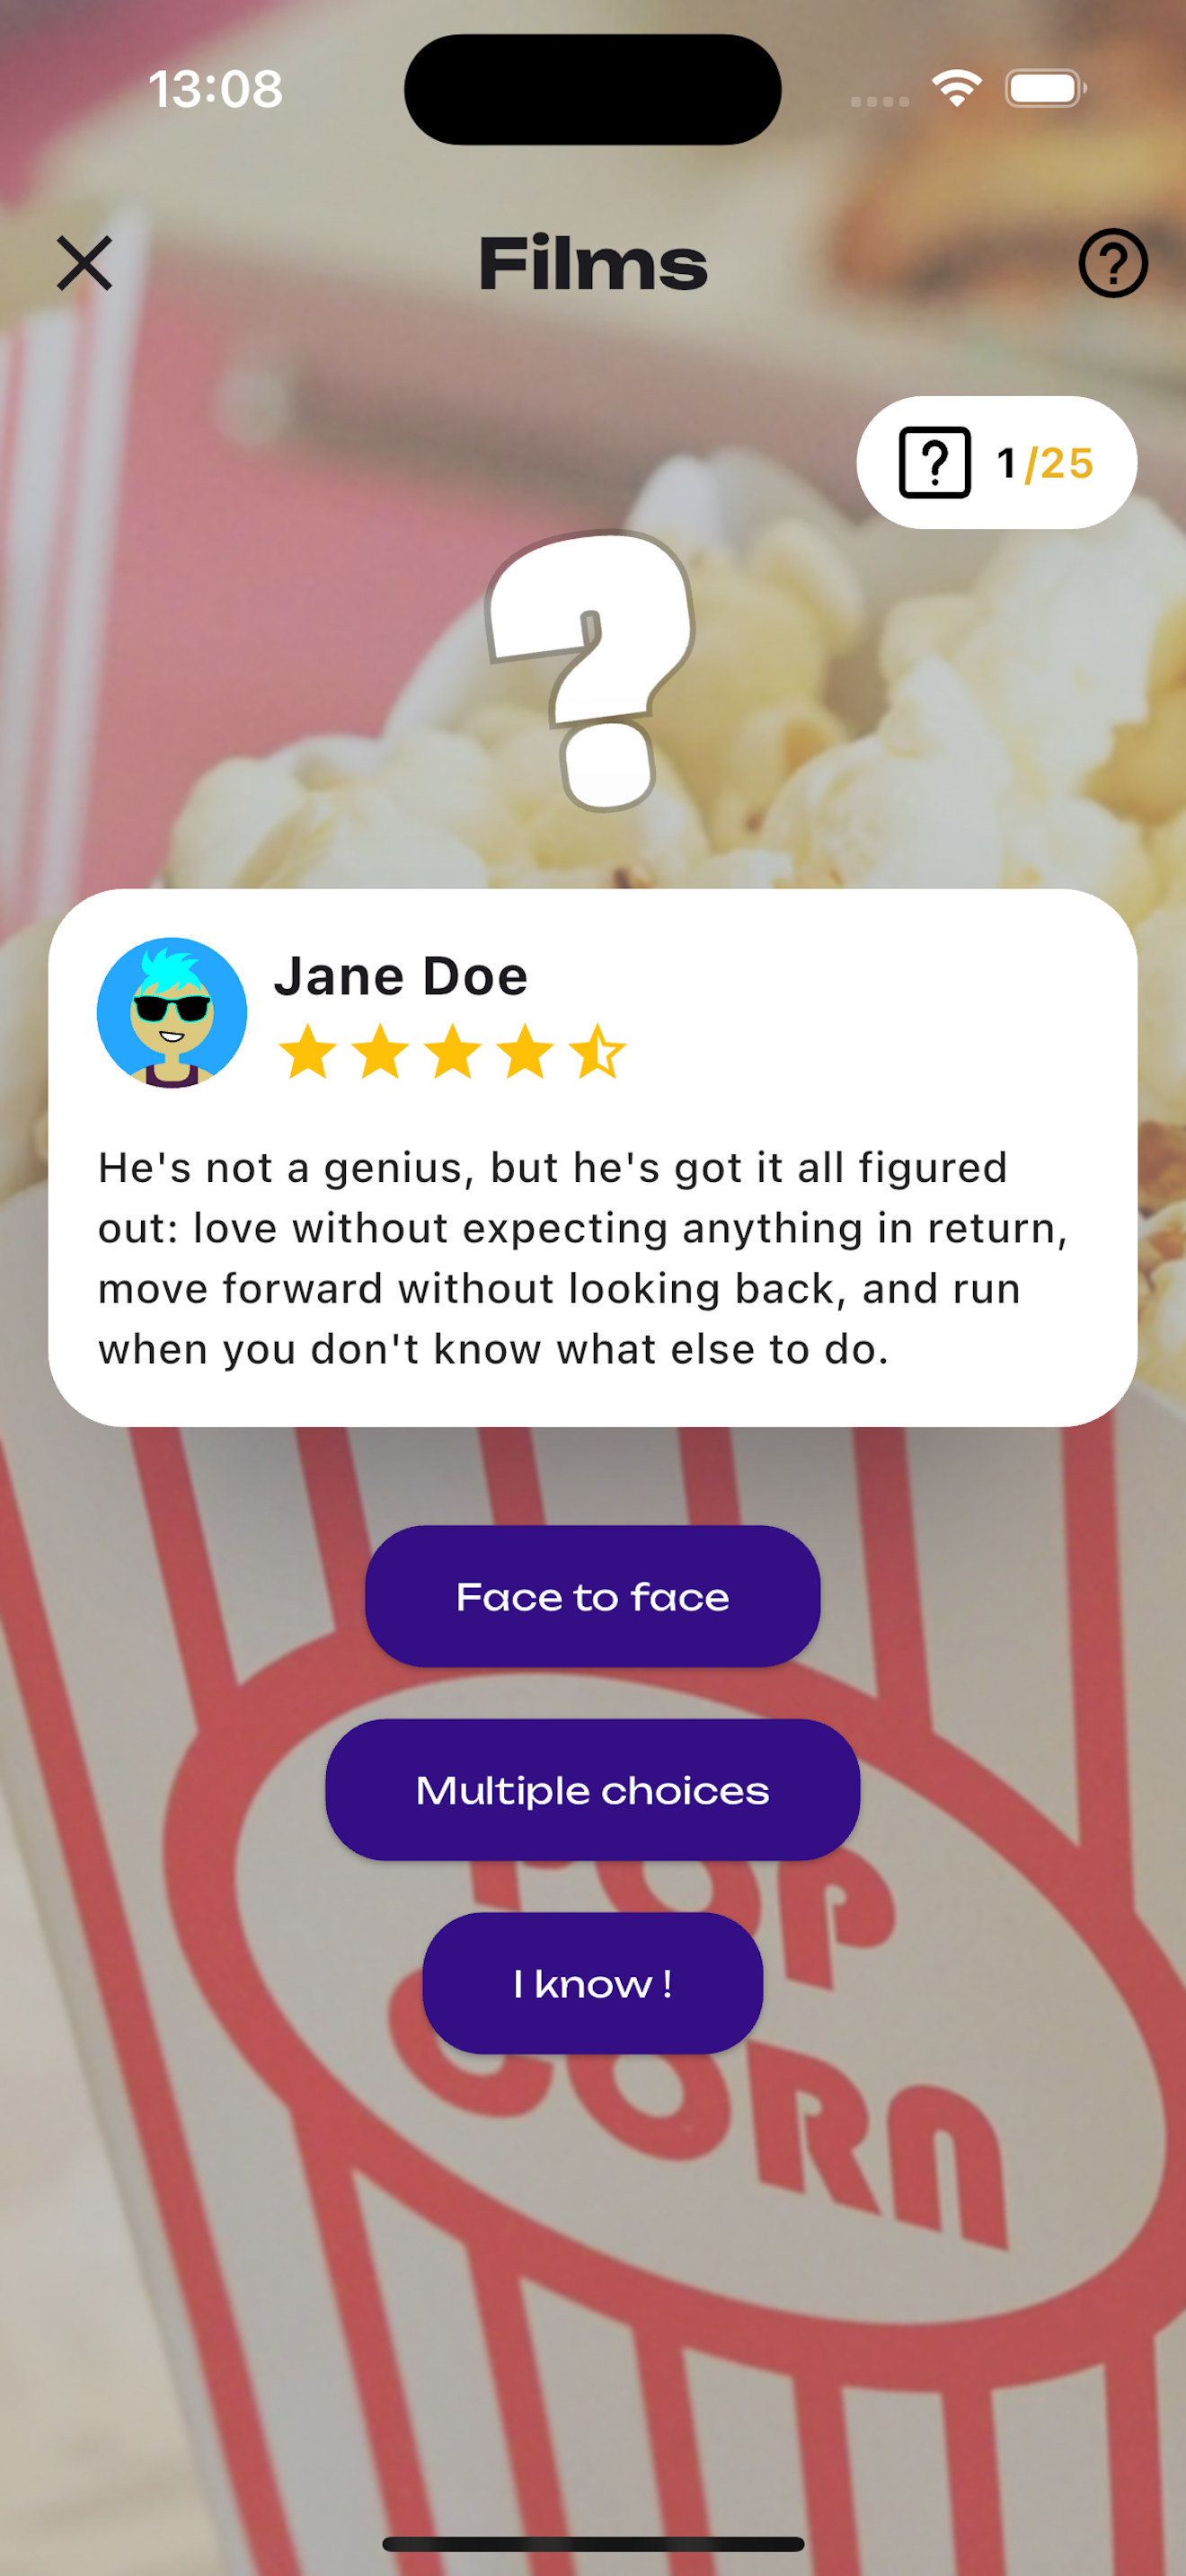 13:08
Films
1/25
Jane Doe
He's not a genius, but he's got it all figured
out: love without expecting anything in return,
move forward without looking back, and run
when you don't know what else to do.
Face to face
Multiple choices
POP
I know !
CORN